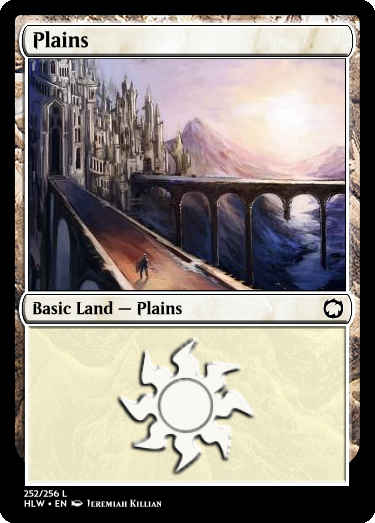 Plains
Basic Land — Plains
252/256 L
HLW • EN Jeremiah Killian